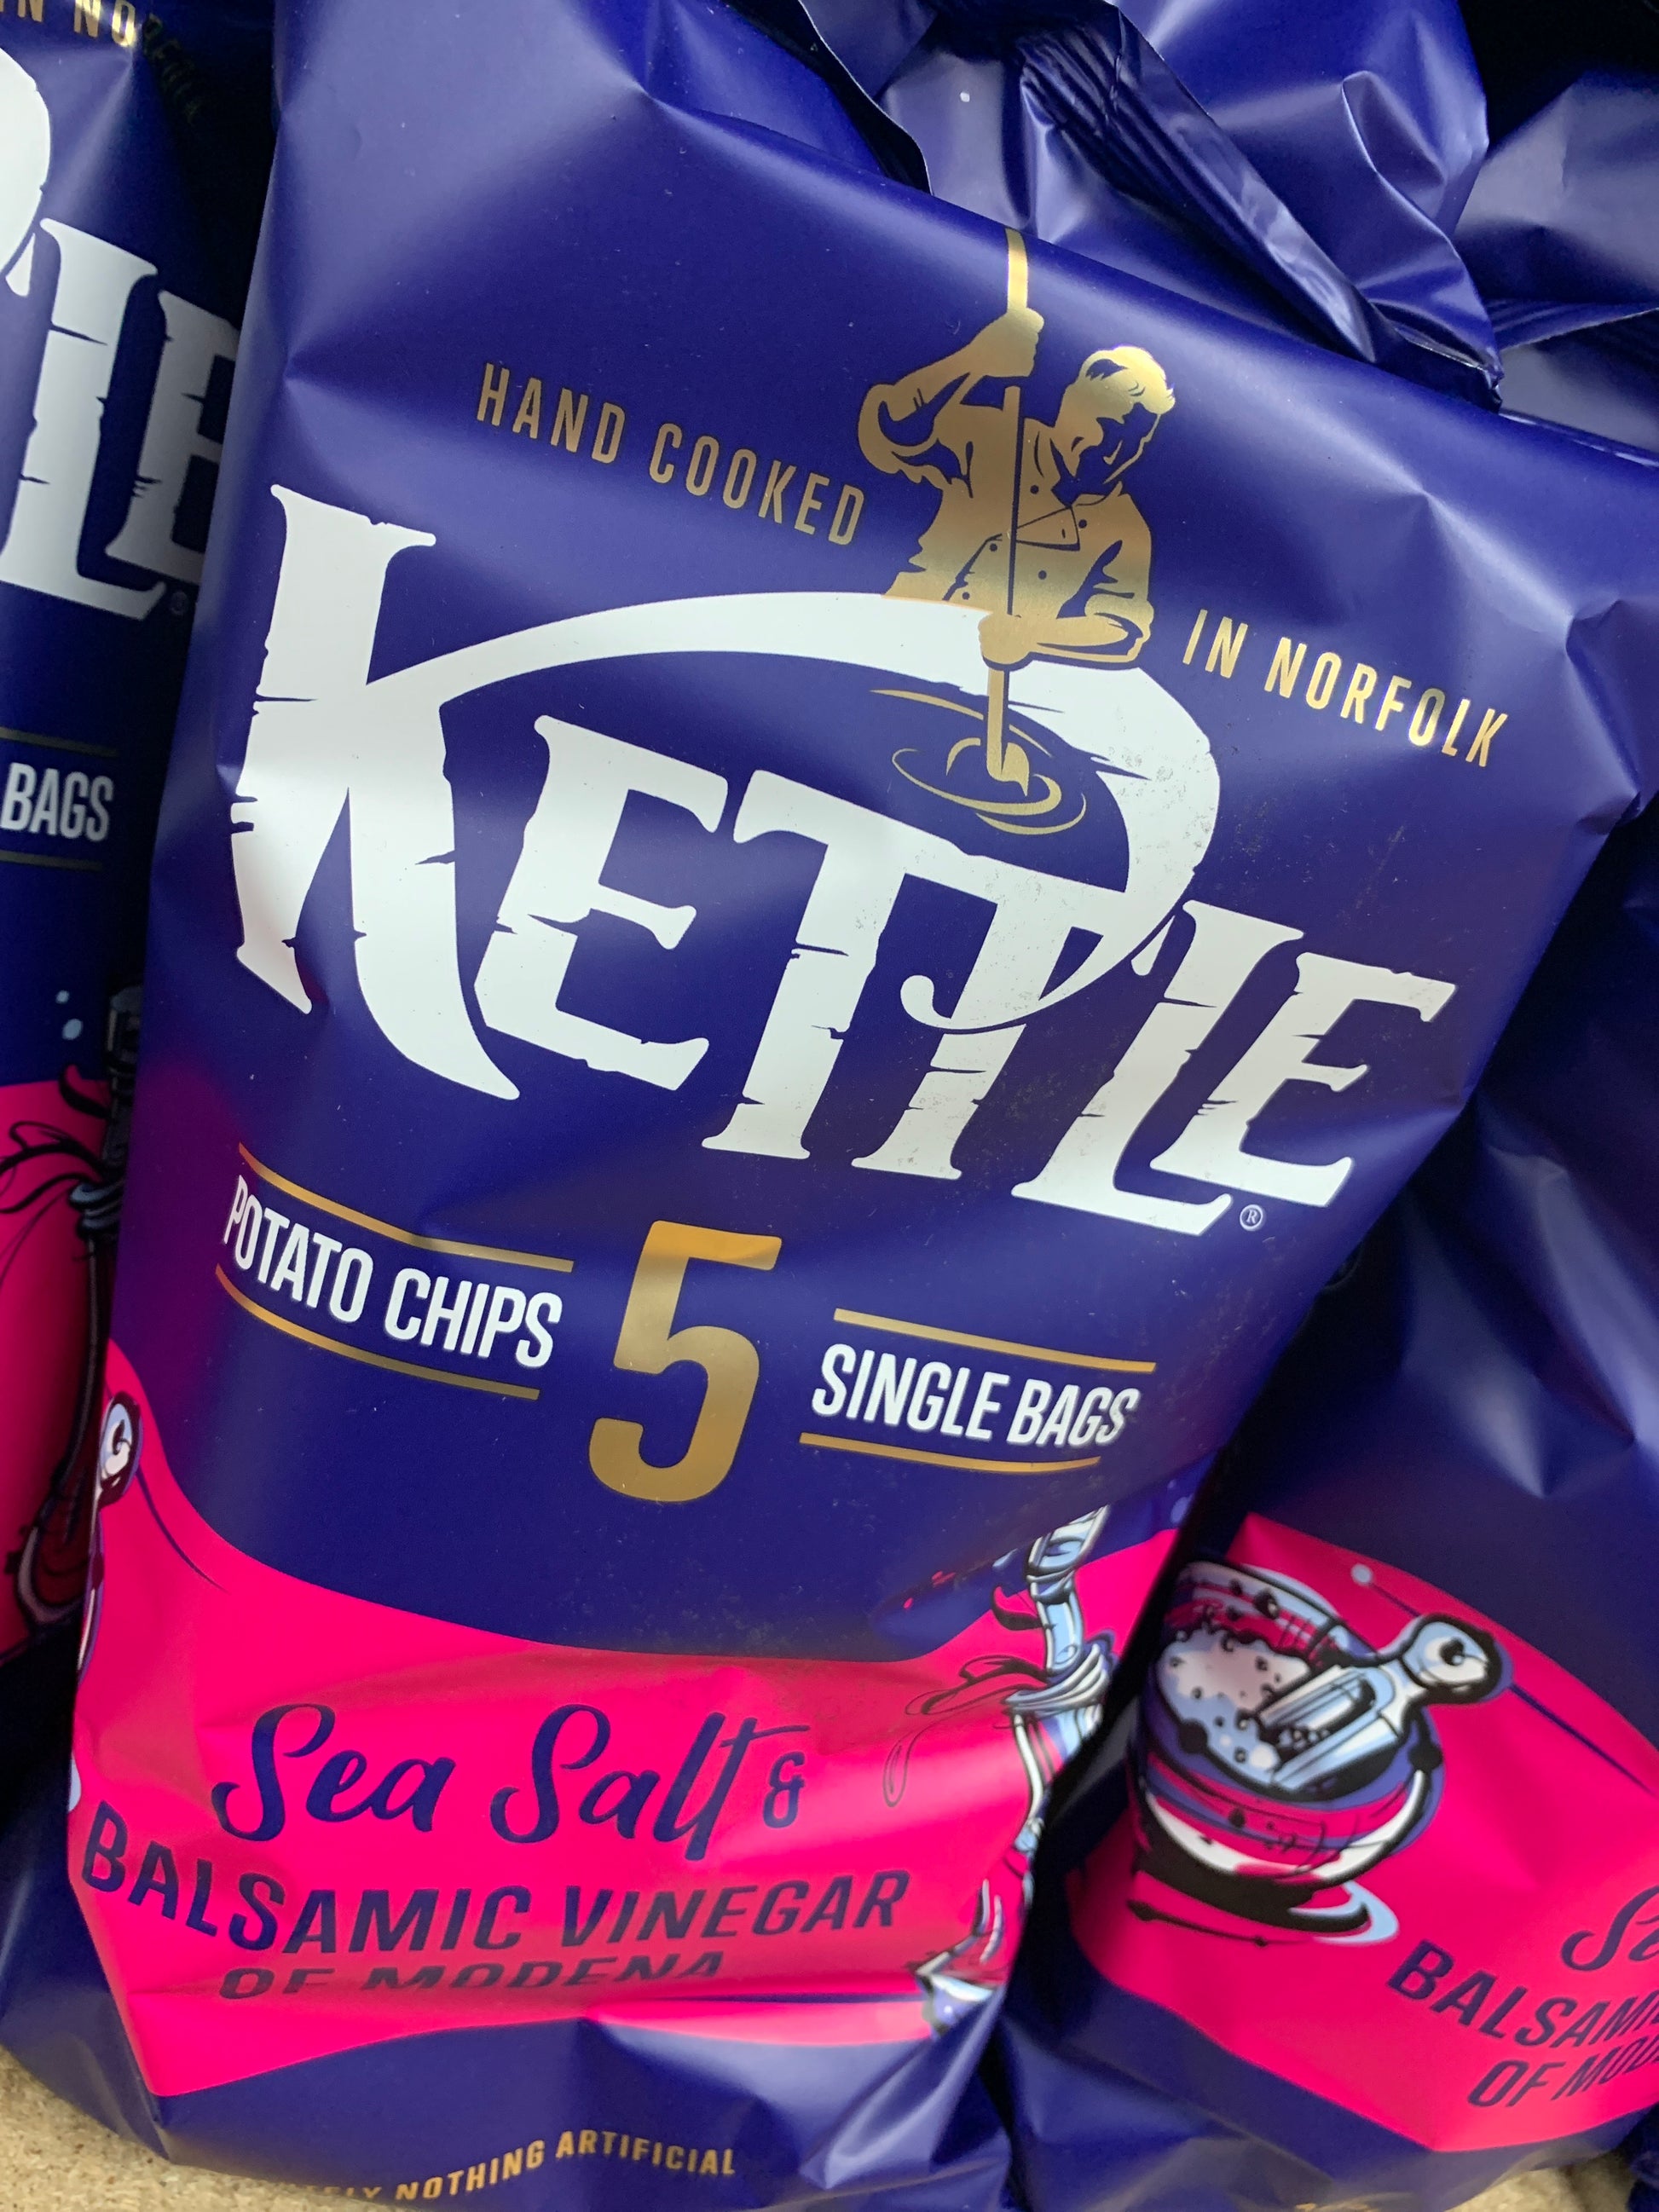 HAND COOKED
IN NORFOLK
KETTLE®
POTATO CHIPS
5
SINGLE BAGS
Sea Salt &
BALSAMIC VINEGAR
OF MODENA
NOTHING ARTIFICIAL
BAGS